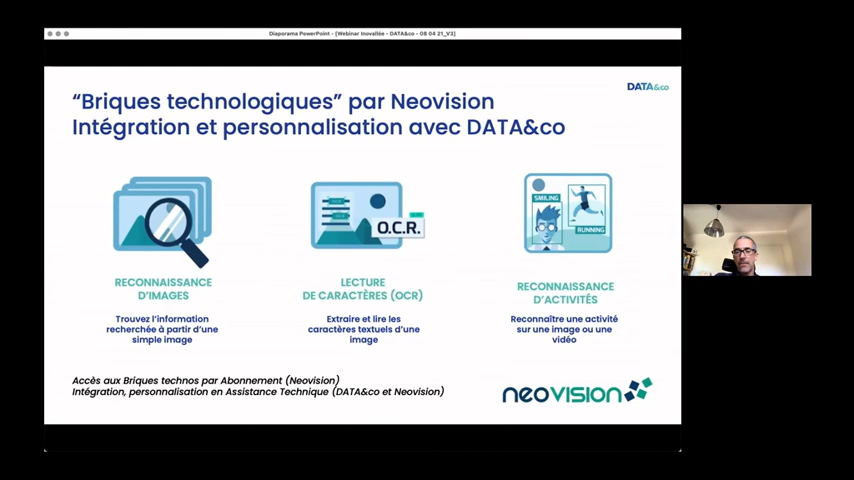 Diaporama PowerPoint - [Webinar Inovallée - DATA&co - 08 04 21_V3]
DATA&co
“Briques technologiques” par Neovision
Intégration et personnalisation avec DATA&co
O.C.R.
SMILING
RUNNING
RECONNAISSANCE
D’IMAGES
Trouvez l’information
recherchée à partir d’une
simple image
LECTURE
DE CARACTÈRES (OCR)
Extraire et lire les
caractères textuels d’une
image
RECONNAISSANCE
D’ACTIVITÉS
Reconnaître une activité
sur une image ou une
vidéo
Accès aux Briques technos par Abonnement (Neovision)
Intégration, personnalisation en Assistance Technique (DATA&co et Neovision)
neovision